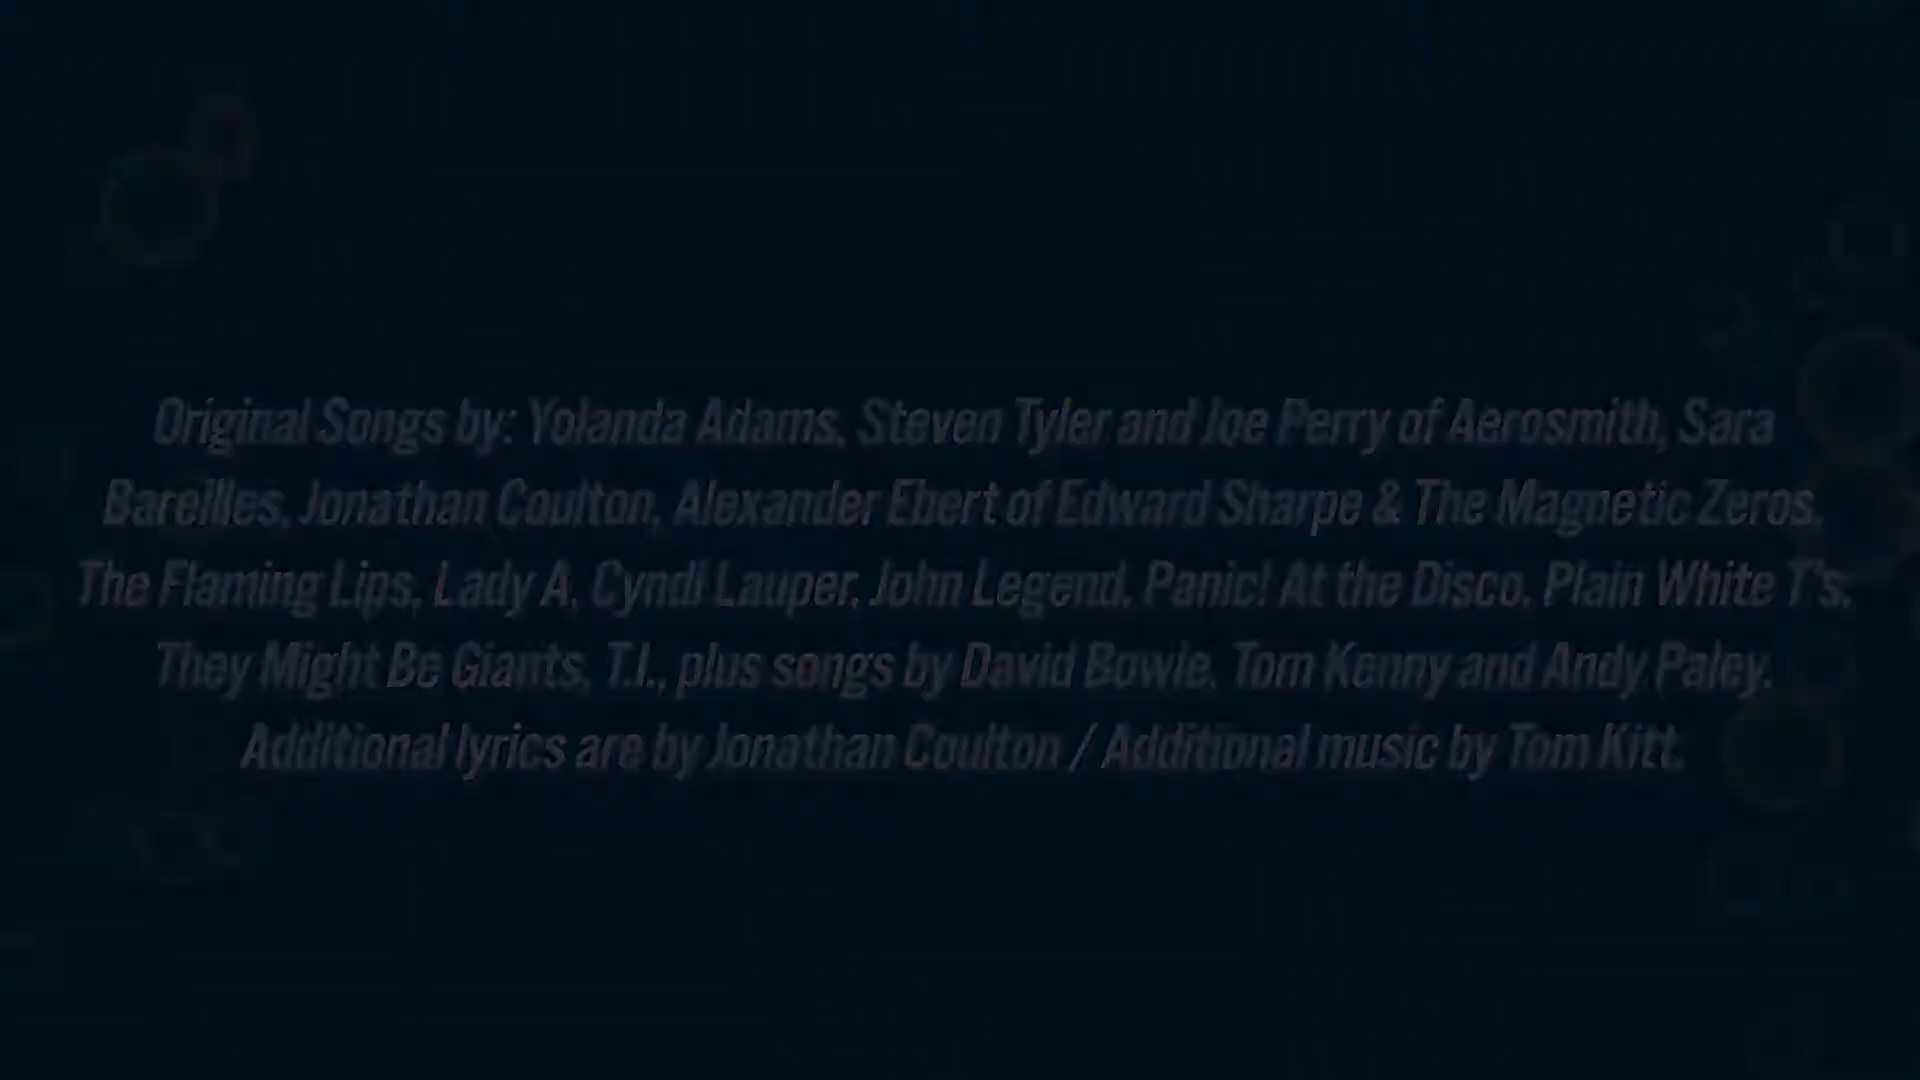 Original Songs by: Yolanda Adams, Steven Tyler and Joe Perry of Aerosmith, Sara
Bareilles, Jonathan Coulton, Alexander Ebert of Edward Sharpe & The Magnetic Zeros,
The Flaming Lips, Lady A, Cyndi Lauper, John Legend, Panic! At the Disco, Plain White T's,
They Might Be Giants, T.I., plus songs by David Bowie, Tom Kenny and Andy Paley.
Additional lyrics are by Jonathan Coulton / Additional music by Tom Kitt.